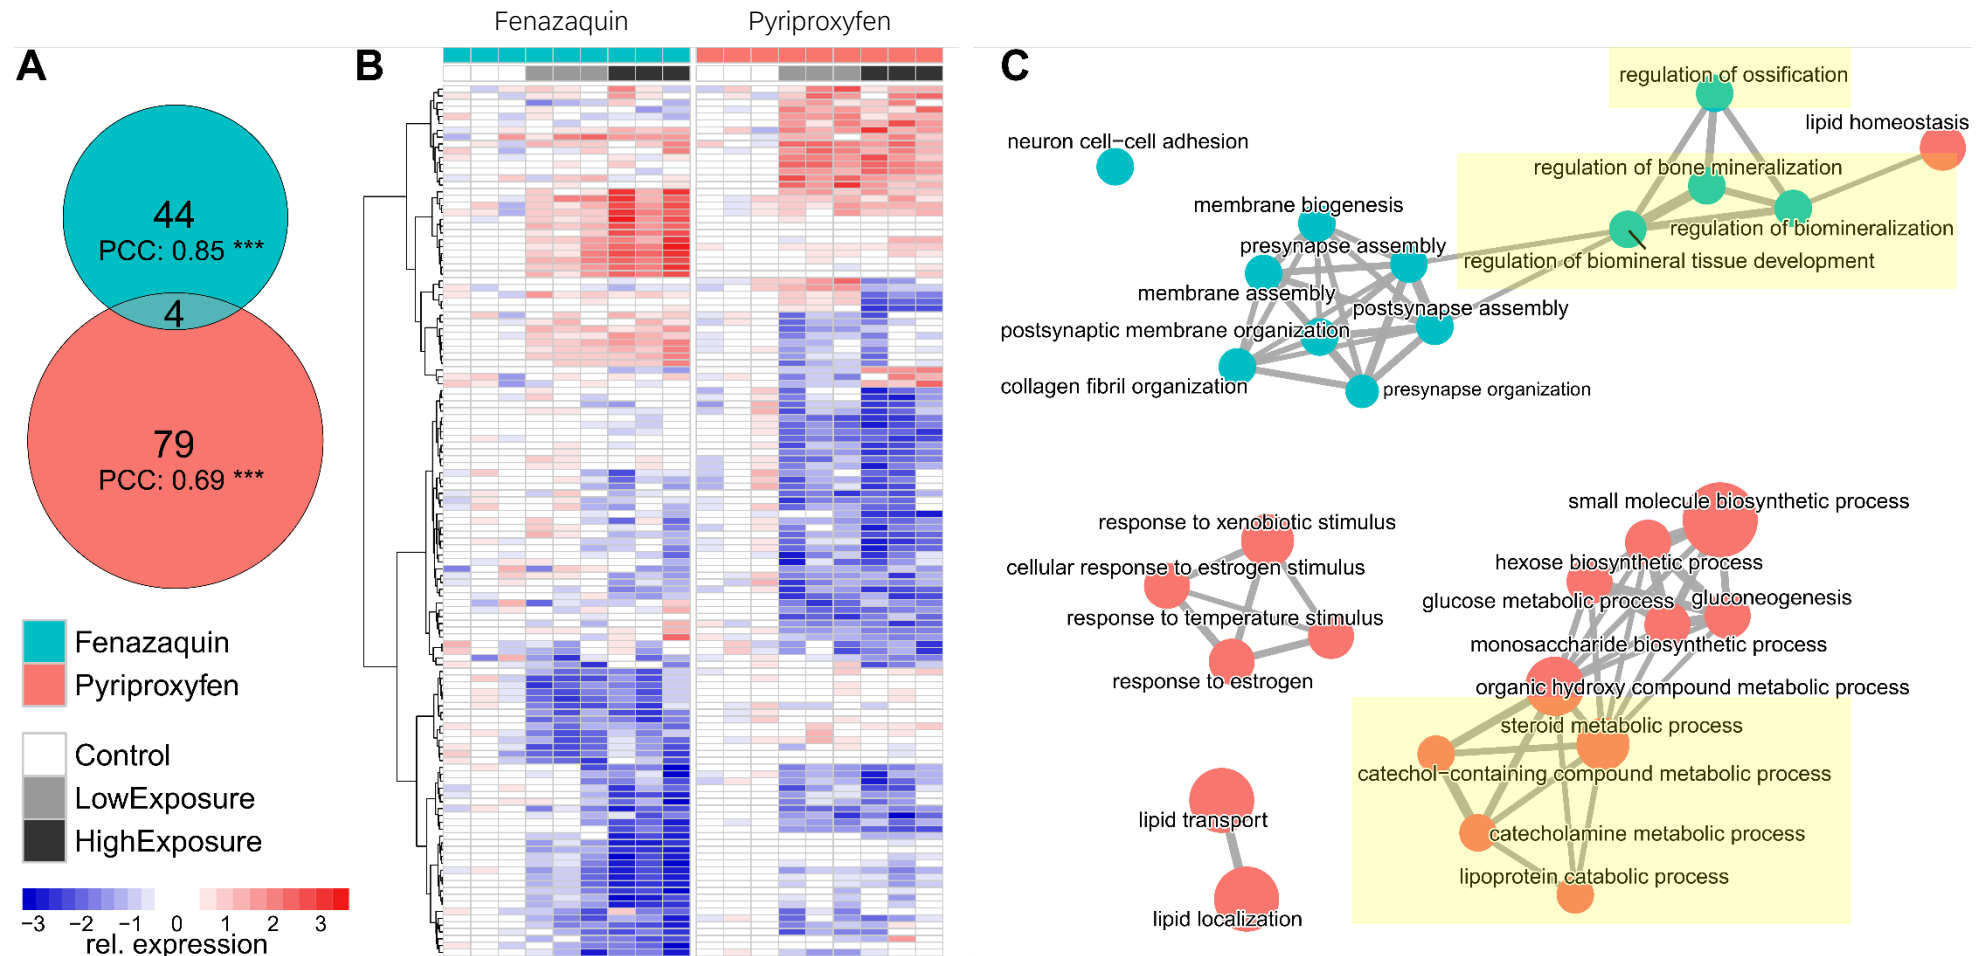 Fenazaquin
Pyriproxyfen
A
B
C
44
PCC: 0.85 ***
4
79
PCC: 0.69 ***
Fenazaquin
Pyriproxyfen
Control
LowExposure
HighExposure
−3 −2 −1 0 1 2 3
rel. expression
regulation of ossification
lipid homeostasis
neuron cell−cell adhesion
regulation of bone mineralization
membrane biogenesis
regulation of biomineralization
presynapse assembly
regulation of biomineral tissue development
membrane assembly
postsynapse assembly
postsynaptic membrane organization
collagen fibril organization
presynapse organization
small molecule biosynthetic process
response to xenobiotic stimulus
hexose biosynthetic process
cellular response to estrogen stimulus
glucose metabolic process
gluconeogenesis
response to temperature stimulus
monosaccharide biosynthetic process
response to estrogen
organic hydroxy compound metabolic process
steroid metabolic process
catechol−containing compound metabolic process
lipid transport
catecholamine metabolic process
lipoprotein catabolic process
lipid localization